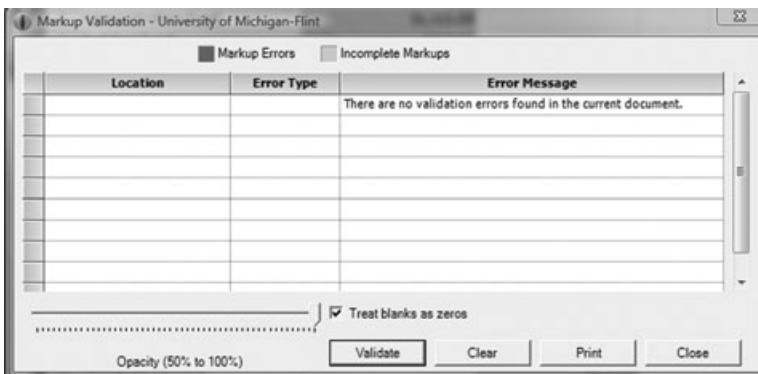 Markup Validation - University of Michigan-Flint
Markup Errors Incomplete Markups
Location Error Type Error Message
There are no validation errors found in the current document.
Treat blanks as zeros
Opacity (50% to 100%) Validate Clear Print Close